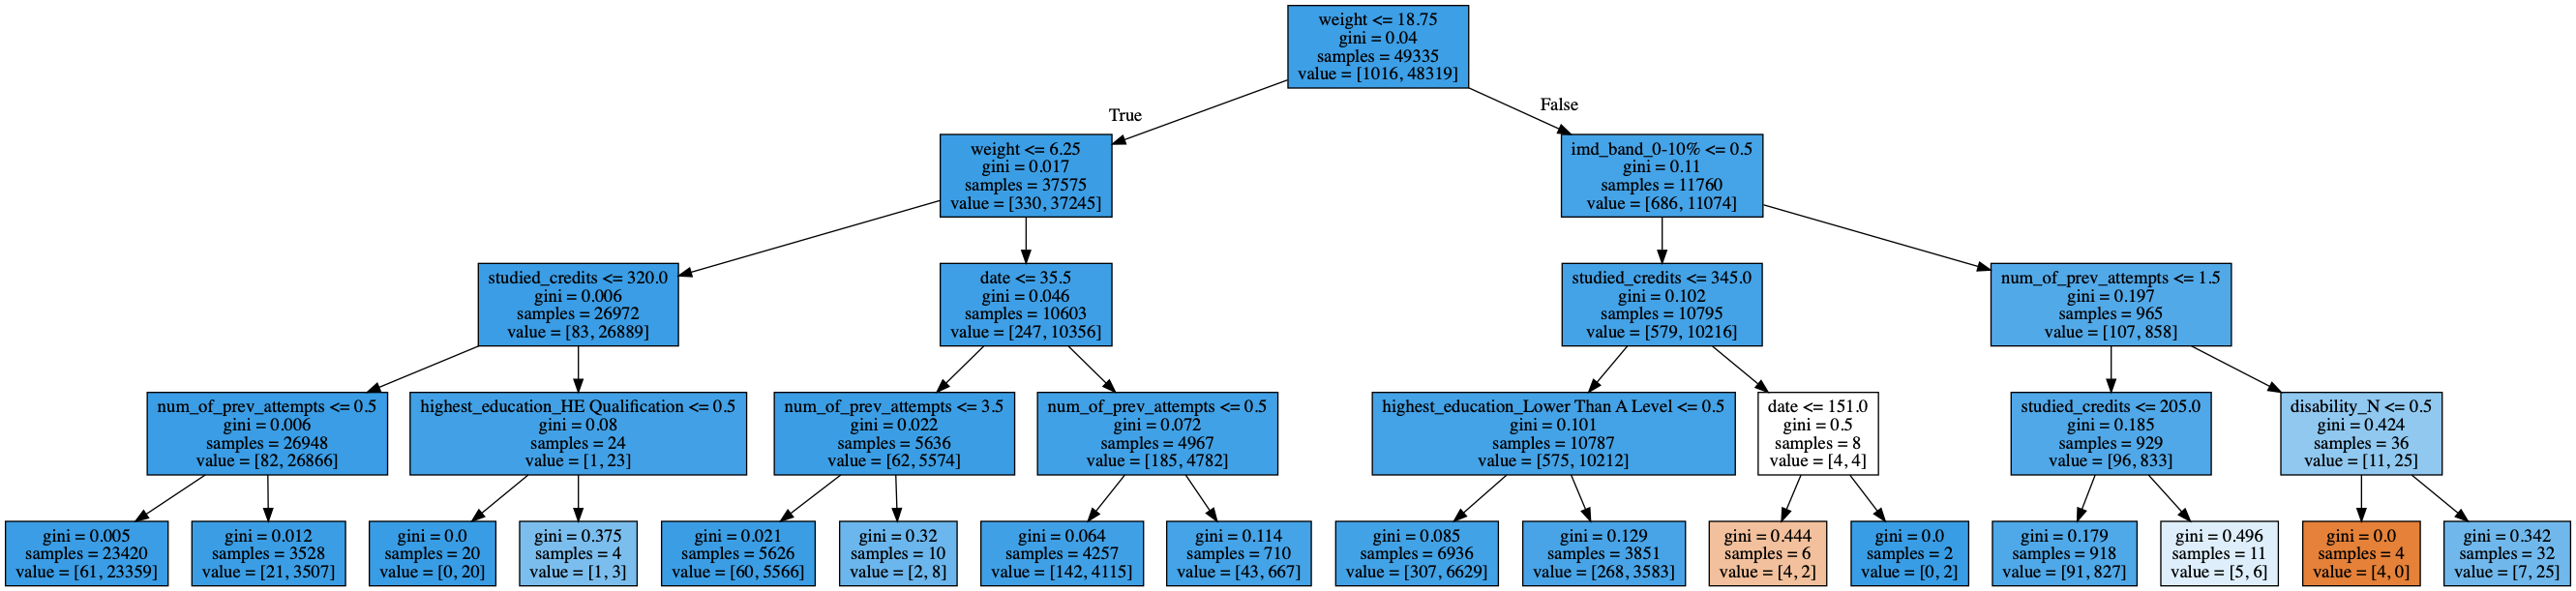 weight <= 18.75
gini = 0.04
samples = 49335
value = [1016, 48319]
True
False
weight <= 6.25
gini = 0.017
samples = 37575
value = [330, 37245]
imd_band_0-10% <= 0.5
gini = 0.11
samples = 11760
value = [686, 11074]
studied_credits <= 320.0
gini = 0.006
samples = 26972
value = [83, 26889]
date <= 35.5
gini = 0.046
samples = 10603
value = [247, 10356]
studied_credits <= 345.0
gini = 0.102
samples = 10795
value = [579, 10216]
num_of_prev_attempts <= 1.5
gini = 0.197
samples = 965
value = [107, 858]
num_of_prev_attempts <= 0.5
gini = 0.006
samples = 26948
value = [82, 26866]
highest_education_HE Qualification <= 0.5
gini = 0.08
samples = 24
value = [1, 23]
num_of_prev_attempts <= 3.5
gini = 0.022
samples = 5636
value = [62, 5574]
num_of_prev_attempts <= 0.5
gini = 0.072
samples = 4967
value = [185, 4782]
highest_education_Lower Than A Level <= 0.5
gini = 0.101
samples = 10787
value = [575, 10212]
date <= 151.0
gini = 0.5
samples = 8
value = [4, 4]
studied_credits <= 205.0
gini = 0.185
samples = 929
value = [96, 833]
disability_N <= 0.5
gini = 0.424
samples = 36
value = [11, 25]
gini = 0.005
samples = 23420
value = [61, 23359]
gini = 0.012
samples = 3528
value = [21, 3507]
gini = 0.0
samples = 20
value = [0, 20]
gini = 0.375
samples = 4
value = [1, 3]
gini = 0.021
samples = 5626
value = [60, 5566]
gini = 0.32
samples = 10
value = [2, 8]
gini = 0.064
samples = 4257
value = [142, 4115]
gini = 0.114
samples = 710
value = [43, 667]
gini = 0.085
samples = 6936
value = [307, 6629]
gini = 0.129
samples = 3851
value = [268, 3583]
gini = 0.444
samples = 6
value = [4, 2]
gini = 0.0
samples = 2
value = [0, 2]
gini = 0.179
samples = 918
value = [91, 827]
gini = 0.496
samples = 11
value = [5, 6]
gini = 0.0
samples = 4
value = [4, 0]
gini = 0.342
samples = 32
value = [7, 25]